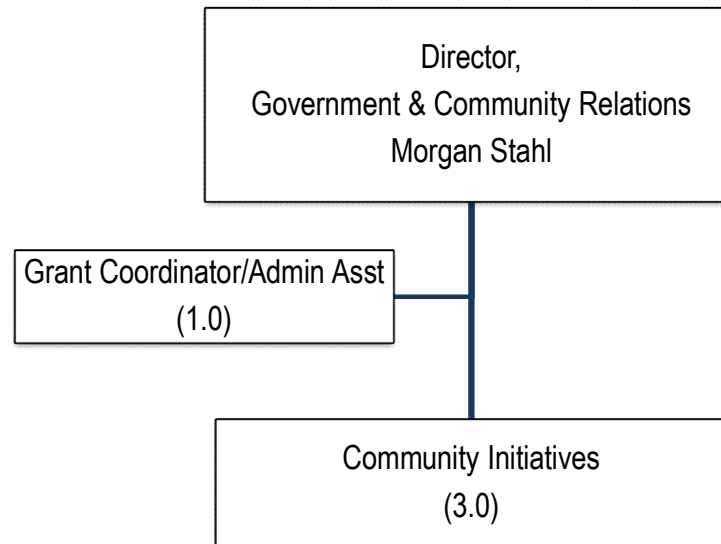 Director,
Government & Community Relations
Morgan Stahl
Grant Coordinator/Admin Asst
(1.0)
Community Initiatives
(3.0)